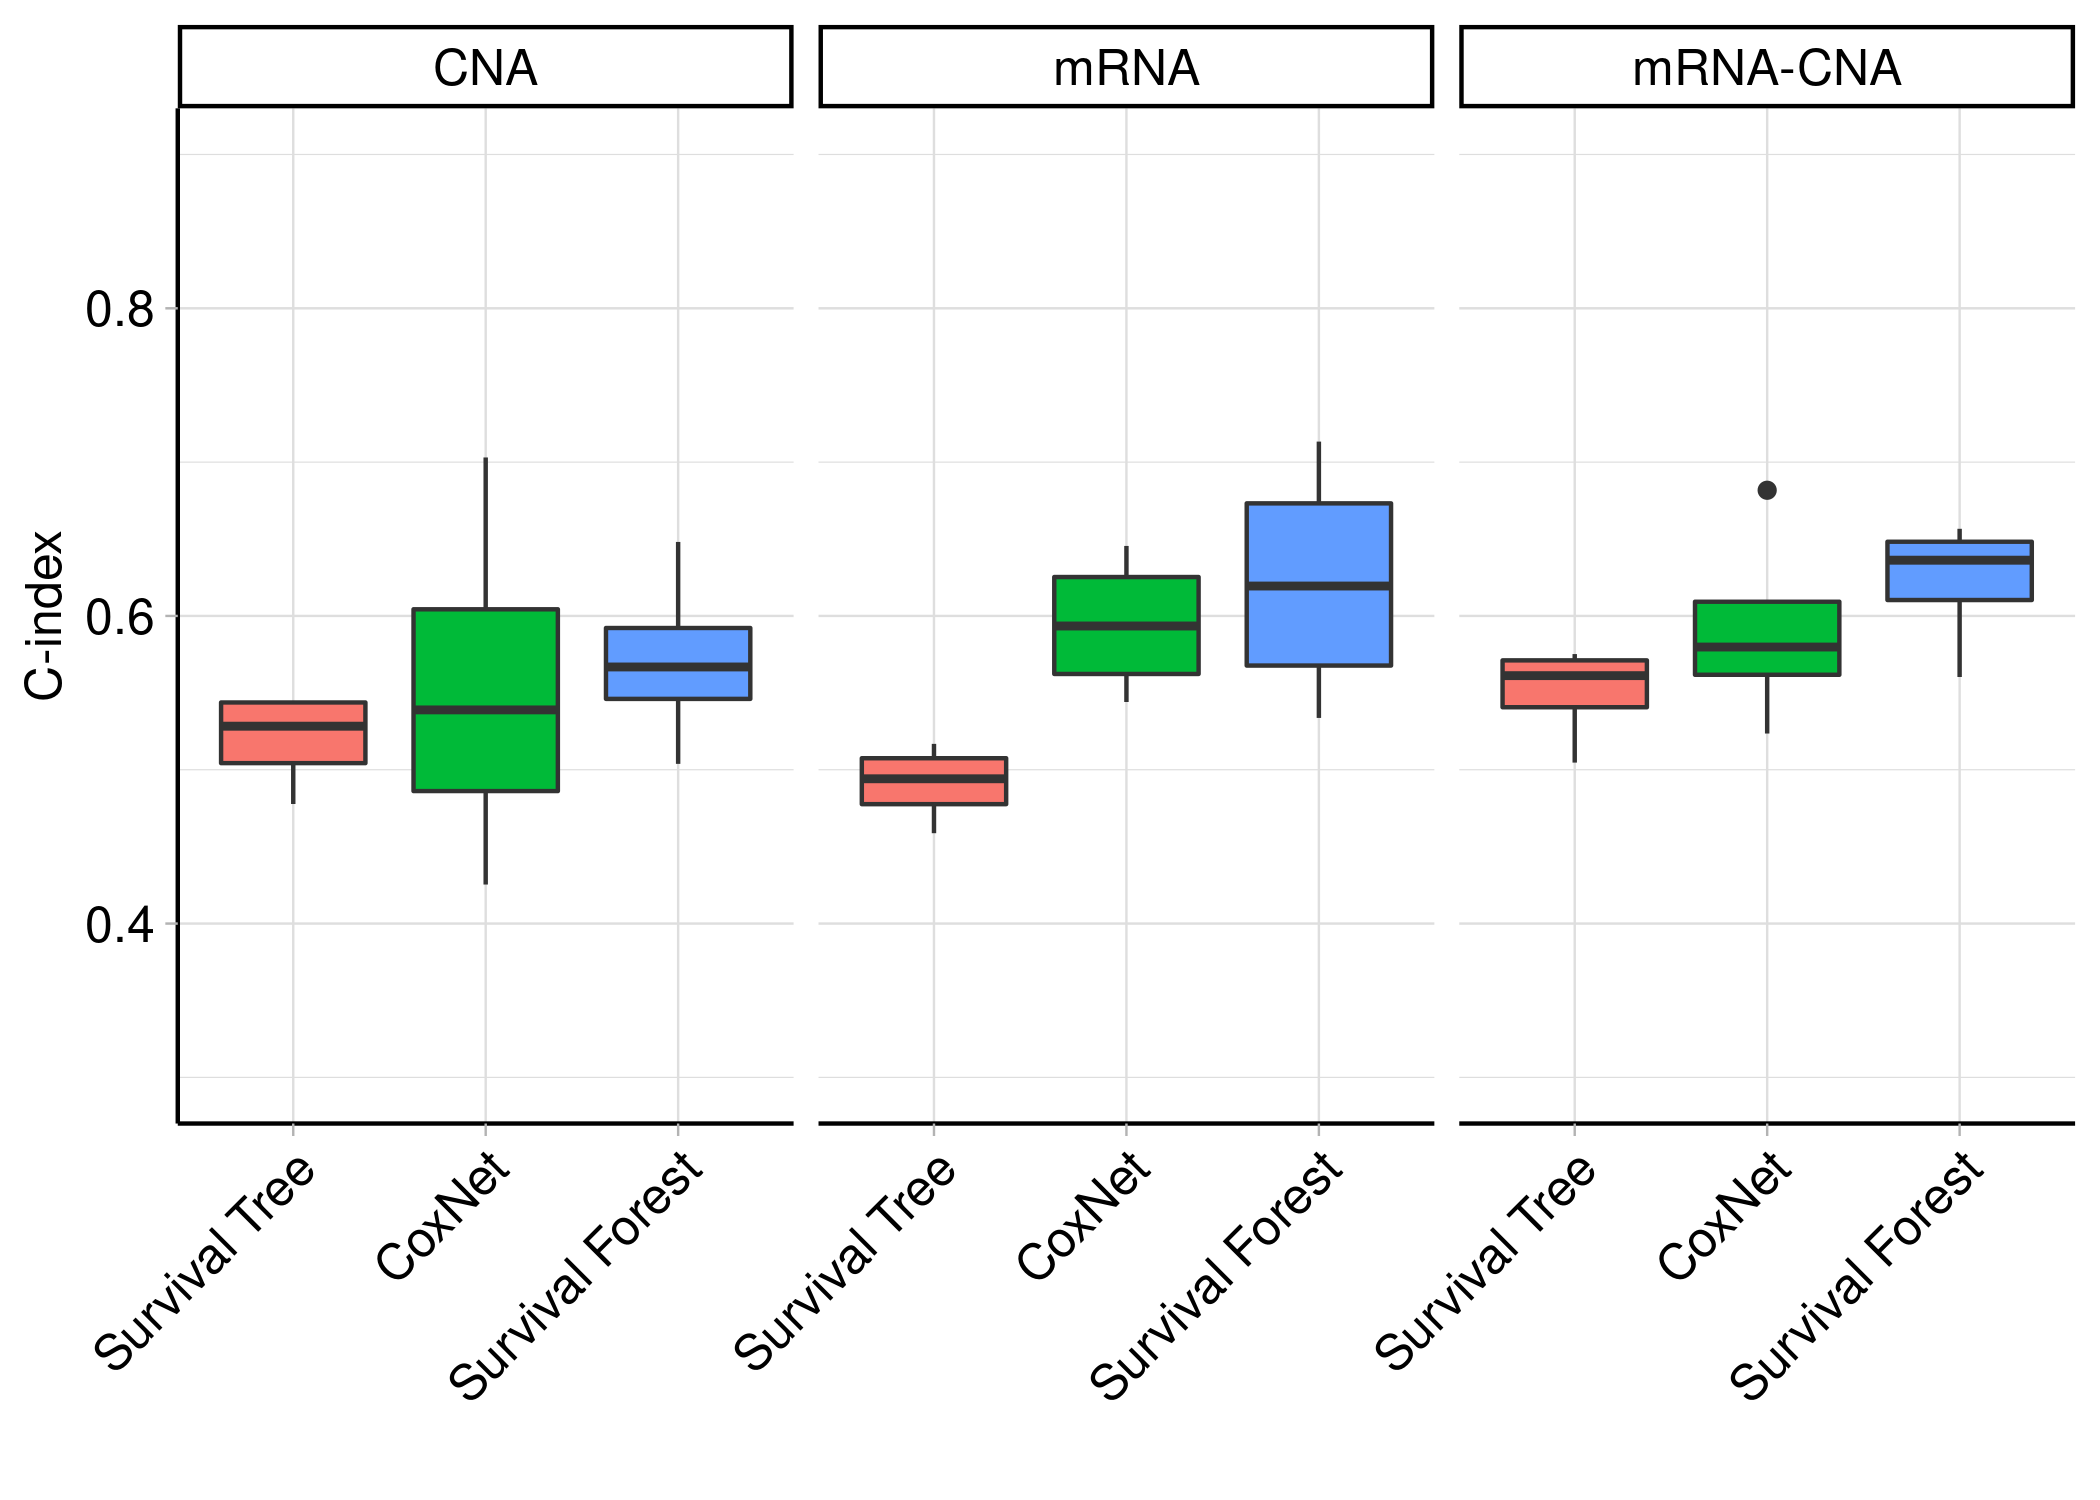 CNA
mRNA
mRNA-CNA
C-index
0.8
0.6
0.4
Survival Tree
CoxNet
Survival Forest
Survival Tree
CoxNet
Survival Forest
Survival Tree
CoxNet
Survival Forest